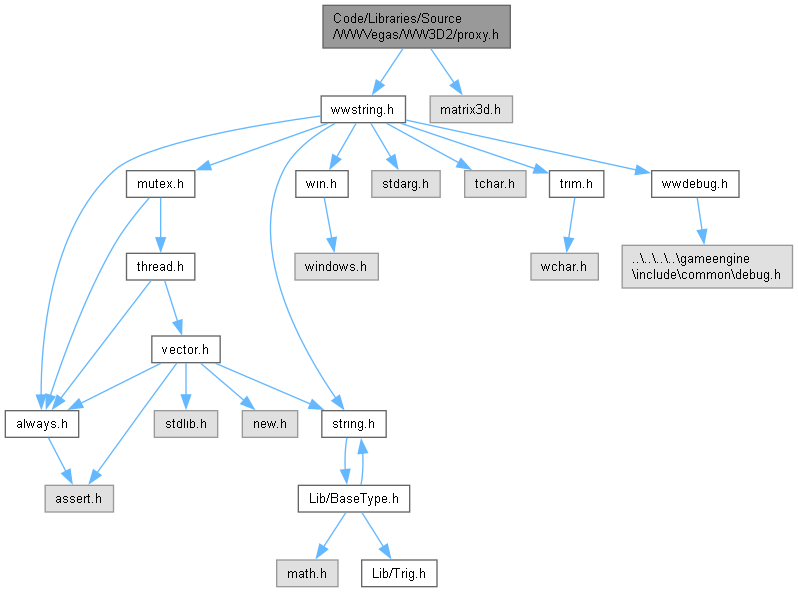 Code/Libraries/Source
/WWVegas/WW3D2/proxy.h
wwstring.h
matrix3d.h
mutex.h
win.h
stdarg.h
tchar.h
trim.h
wwdebug.h
thread.h
windows.h
wchar.h
..\..\..\..\gameengine
\include\common\debug.h
vector.h
always.h
stdlib.h
new.h
string.h
assert.h
Lib/BaseType.h
math.h
Lib/Trig.h